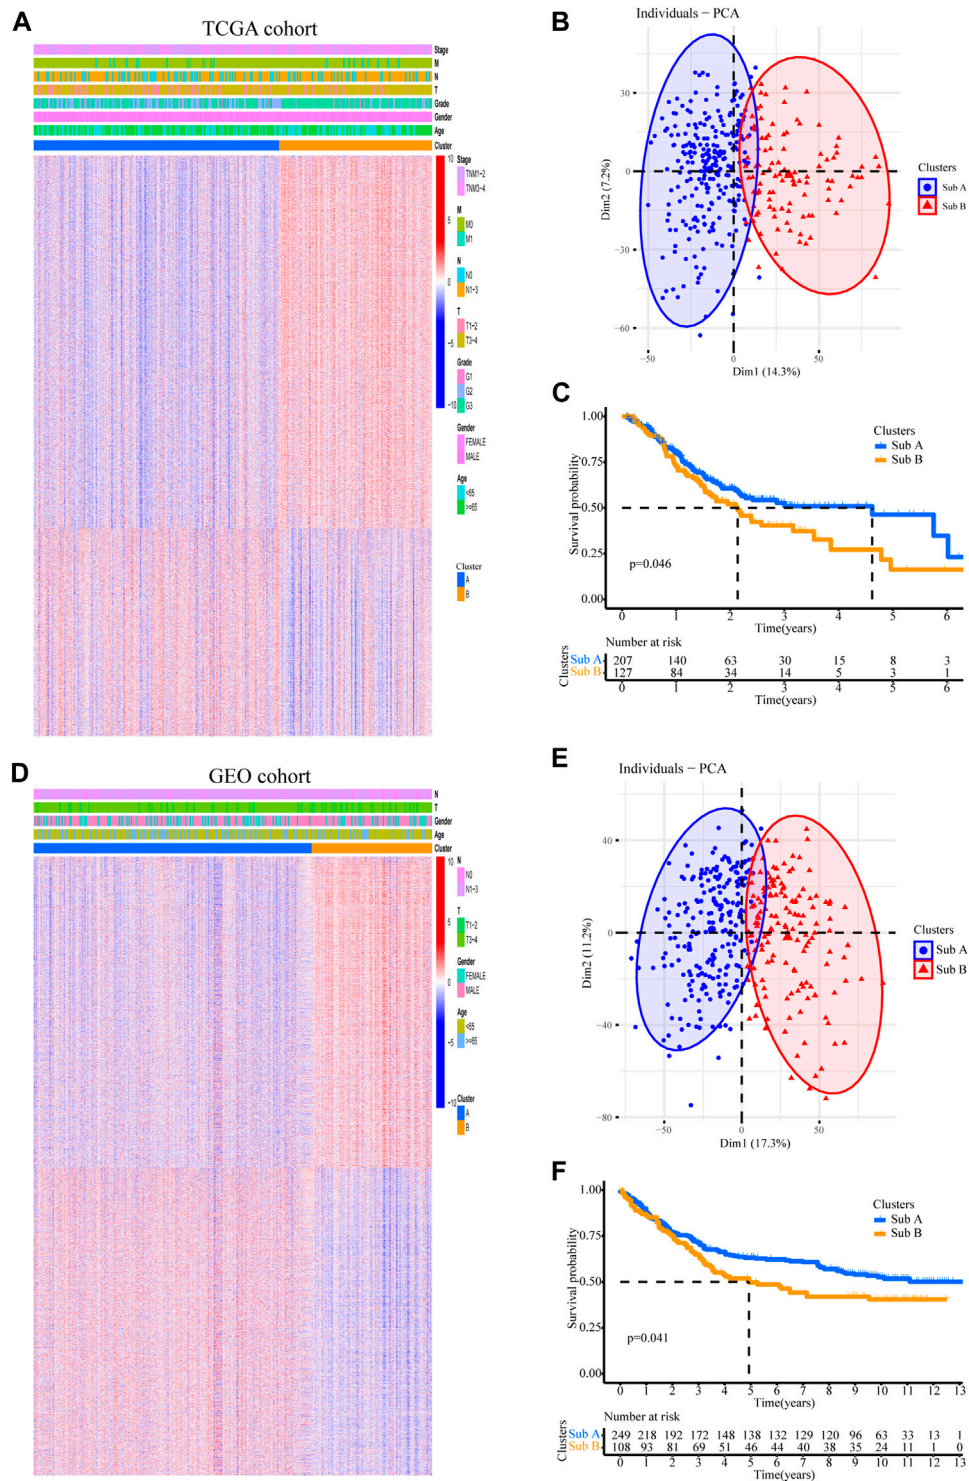 A
TCGA cohort
Stage
M
N
T
Grade
Gender
Age
Cluster
10
5
0
−5
−10
Stage
TNM1−2
TNM3−4
M
M0
M1
N
N0
N1−3
T
T1−2
T3−4
Grade
G1
G2
G3
Gender
FEMALE
MALE
Age
<65
>=65
Cluster
A
B
B
Individuals − PCA
Dim2 (7.2%)
30
0
−30
−60
−50
0
50
Dim1 (14.3%)
Clusters
Sub A
Sub B
C
Survival probability
1.00
0.75
0.50
0.25
0.00
p=0.046
Clusters
Sub A
Sub B
0 1 2 3 4 5 6
Time(years)
Number at risk
Clusters
Sub A 207 140 63 30 15 8 3
Sub B 127 84 34 14 5 3 1
0 1 2 3 4 5 6
Time(years)
D
GEO cohort
N
T
Gender
Age
Cluster
10
5
0
−5
−10
N
N0
N1−3
T
T1−2
T3−4
Gender
FEMALE
MALE
Age
<65
>=65
Cluster
A
B
E
Individuals − PCA
Dim2 (11.2%)
40
0
−40
−80
−50
0
50
Dim1 (17.3%)
Clusters
Sub A
Sub B
F
Survival probability
1.00
0.75
0.50
0.25
0.00
p=0.041
Clusters
Sub A
Sub B
0 1 2 3 4 5 6 7 8 9 10 11 12 13
Time(years)
Number at risk
Clusters
Sub A 249 218 192 172 148 138 132 129 120 96 63 33 13 1
Sub B 108 93 81 69 51 46 44 40 38 35 24 11 1 0
0 1 2 3 4 5 6 7 8 9 10 11 12 13
Time(years)